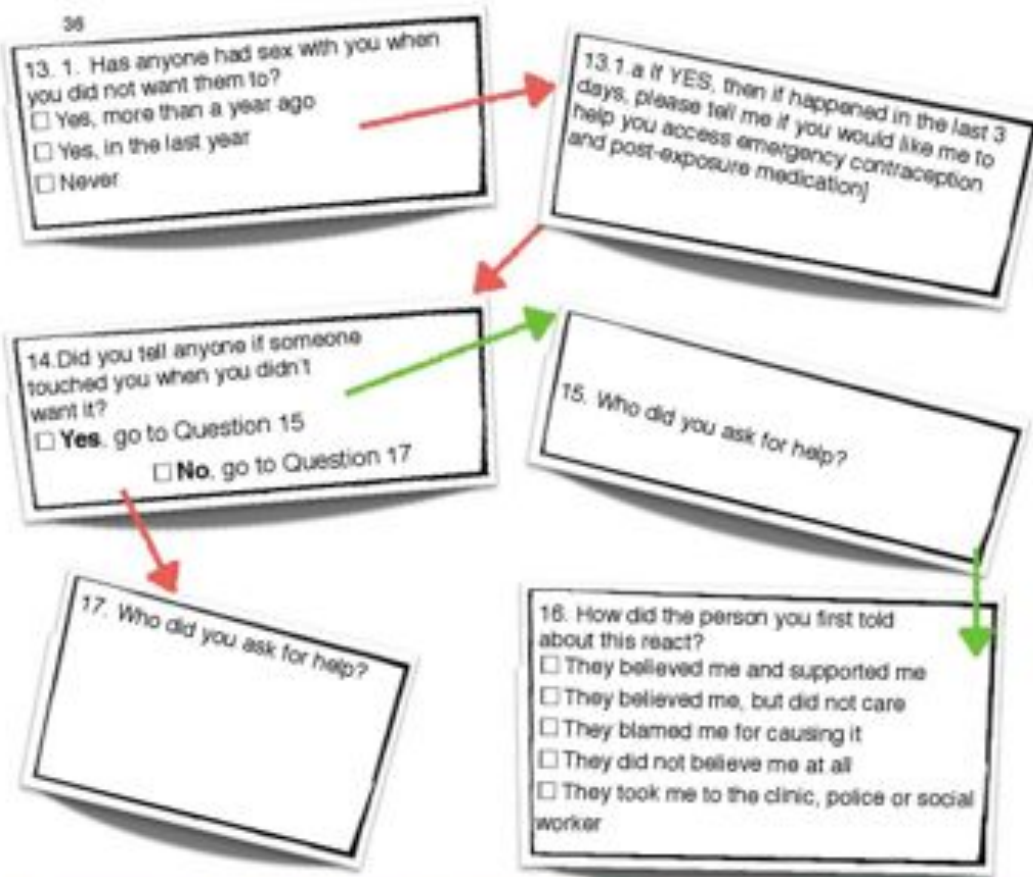 36
13. 1. Has anyone had sex with you when
you did not want them to?
☐ Yes, more than a year ago
☐ Yes, in the last year
☐ Never
13.1.a If YES, then if happened in the last 3
days, please tell me if you would like me to
help you access emergency contraception
and post-exposure medication]
14.Did you tell anyone if someone
touched you when you didn't
want it?
☐ Yes, go to Question 15
☐ No, go to Question 17
15. Who did you ask for help?
17. Who did you ask for help?
16. How did the person you first told
about this react?
☐ They believed me and supported me
☐ They believed me, but did not care
☐ They blamed me for causing it
☐ They did not believe me at all
☐ They took me to the clinic, police or social
worker